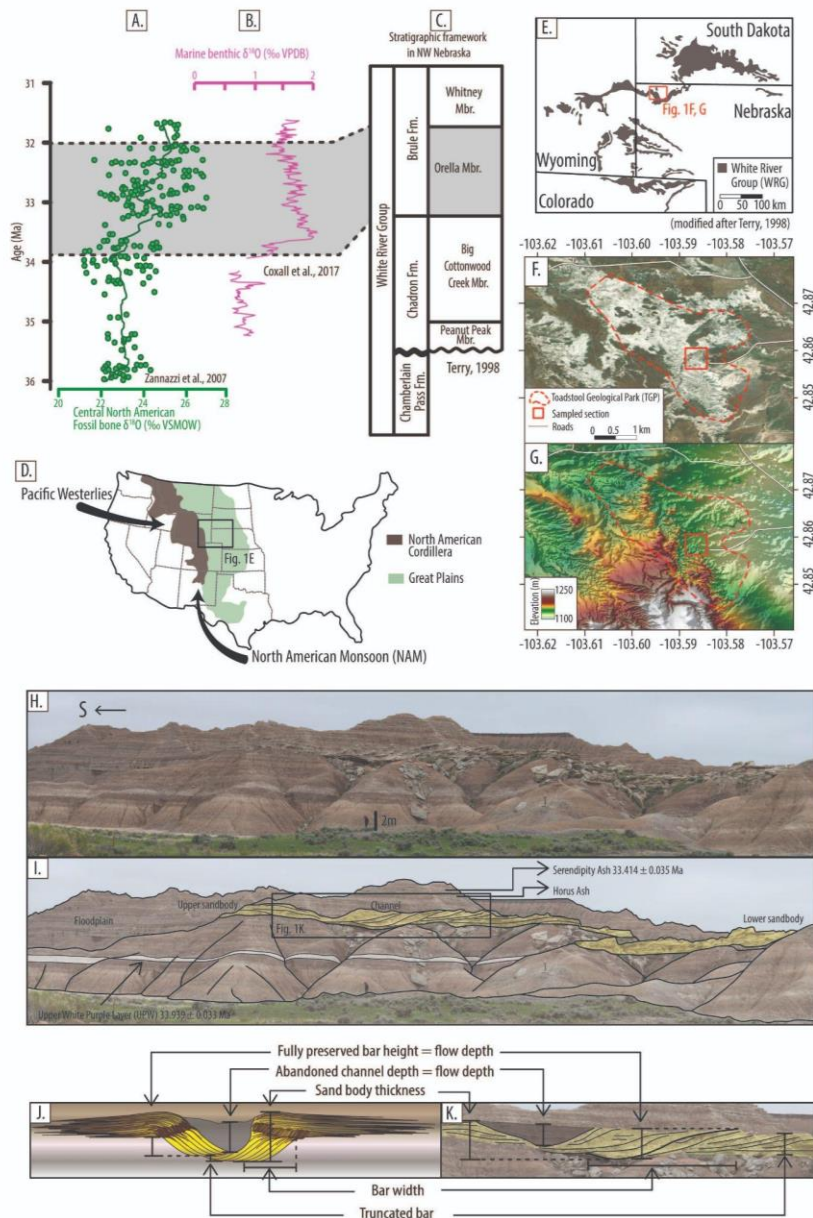 A.
B.
C.
Marine benthic δ¹⁸O (‰ VPDB)
0
1
2
Stratigraphic framework
in NW Nebraska
31
32
33
34
35
36
Age (Ma)
Coxall et al., 2017
Zannazzi et al., 2007
20
22
24
26
28
Central North American
Fossil bone δ¹⁸O (‰ VSMOW)
White River Group
Brule Fm.
Chadron Fm.
Chamberlain
Pass Fm.
Whitney
Mbr.
Orella Mbr.
Big
Cottonwood
Creek Mbr.
Peanut Peak
Mbr.
Terry, 1998
E.
South Dakota
Fig. 1F, G
Nebraska
Wyoming
Colorado
White River
Group (WRG)
0 50 100 km
(modified after Terry, 1998)
-103.62 -103.61 -103.60 -103.59 -103.58 -103.57
F.
42.87
42.86
42.85
Toadstool Geological Park (TGP)
Sampled section
Roads
0 0.5 1 km
G.
42.87
42.86
42.85
Elevation (m)
1250
1100
-103.62 -103.61 -103.60 -103.59 -103.58 -103.57
D.
Pacific Westerlies
Fig. 1E
North American
Cordillera
Great Plains
North American Monsoon (NAM)
H.
S
2m
I.
Serendipity Ash 33.414 ± 0.035 Ma
Horus Ash
Upper sandbody
Channel
Floodplain
Lower sandbody
Fig. 1K
Upper White Purple Layer (UPW) 33.939 ± 0.033 Ma
Fully preserved bar height = flow depth
Abandoned channel depth = flow depth
Sand body thickness
J.
K.
Bar width
Truncated bar